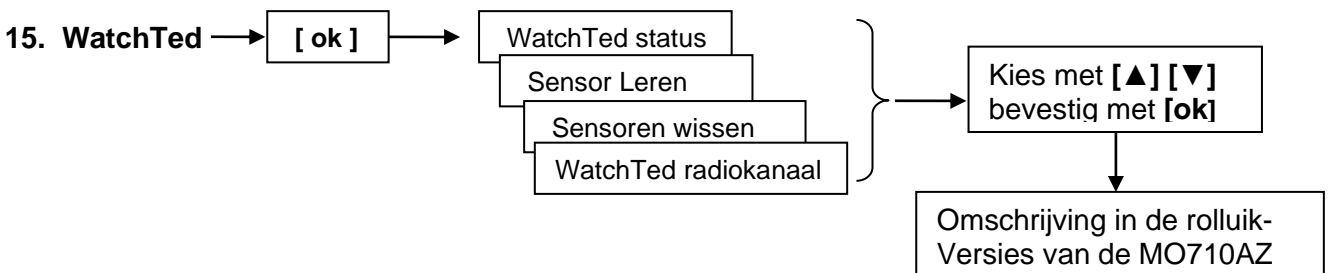 15. WatchTed
[ ok ]
WatchTed status
Sensor Leren
Sensoren wissen
WatchTed radiokanaal
Kies met [▲] [▼]
bevestig met [ok]
Omschrijving in de rolluik-
Versies van de MO710AZ